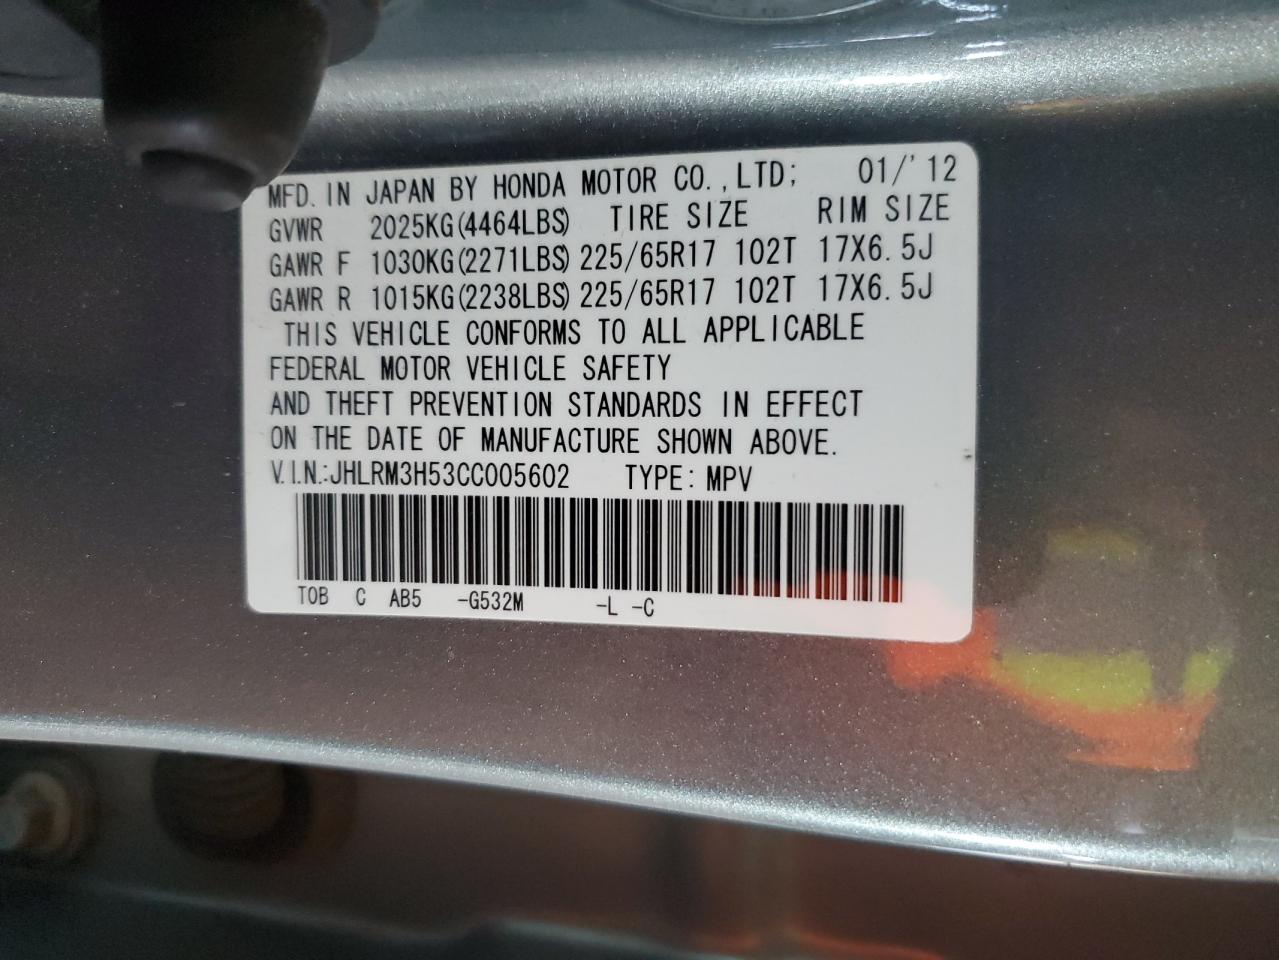 MFD. IN JAPAN BY HONDA MOTOR CO.,LTD; 01/'12
GVWR 2025KG(4464LBS) TIRE SIZE RIM SIZE
GAWR F 1030KG(2271LBS) 225/65R17 102T 17X6.5J
GAWR R 1015KG(2238LBS) 225/65R17 102T 17X6.5J
THIS VEHICLE CONFORMS TO ALL APPLICABLE
FEDERAL MOTOR VEHICLE SAFETY
AND THEFT PREVENTION STANDARDS IN EFFECT
ON THE DATE OF MANUFACTURE SHOWN ABOVE.
V.I.N.:JHLRM3H53CC005602 TYPE: MPV
TOB C AB5 -G532M -L -C